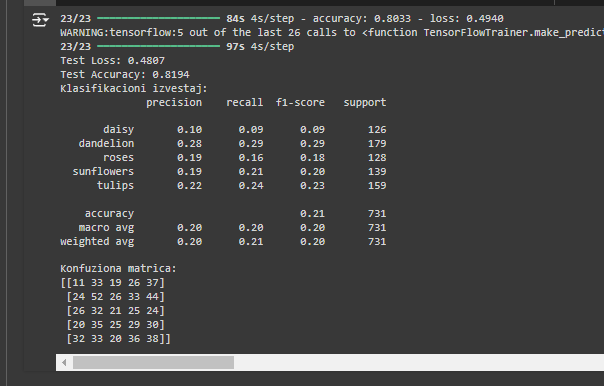 23/23 ━━━━━━━━━━━━━━━━━━━━ 84s 4s/step - accuracy: 0.8033 - loss: 0.4940
WARNING:tensorflow:5 out of the last 26 calls to <function TensorFlowTrainer.make_predict
23/23 ━━━━━━━━━━━━━━━━━━━━ 97s 4s/step
Test Loss: 0.4807
Test Accuracy: 0.8194
Klasifikacioni izvestaj:
precision recall f1-score support
daisy 0.10 0.09 0.09 126
dandelion 0.28 0.29 0.29 179
roses 0.19 0.16 0.18 128
sunflowers 0.19 0.21 0.20 139
tulips 0.22 0.24 0.23 159
accuracy 0.21 731
macro avg 0.20 0.20 0.20 731
weighted avg 0.20 0.21 0.20 731
Konfuziona matrica:
[[11 33 19 26 37]
[24 52 26 33 44]
[26 32 21 25 24]
[20 35 25 29 30]
[32 33 20 36 38]]